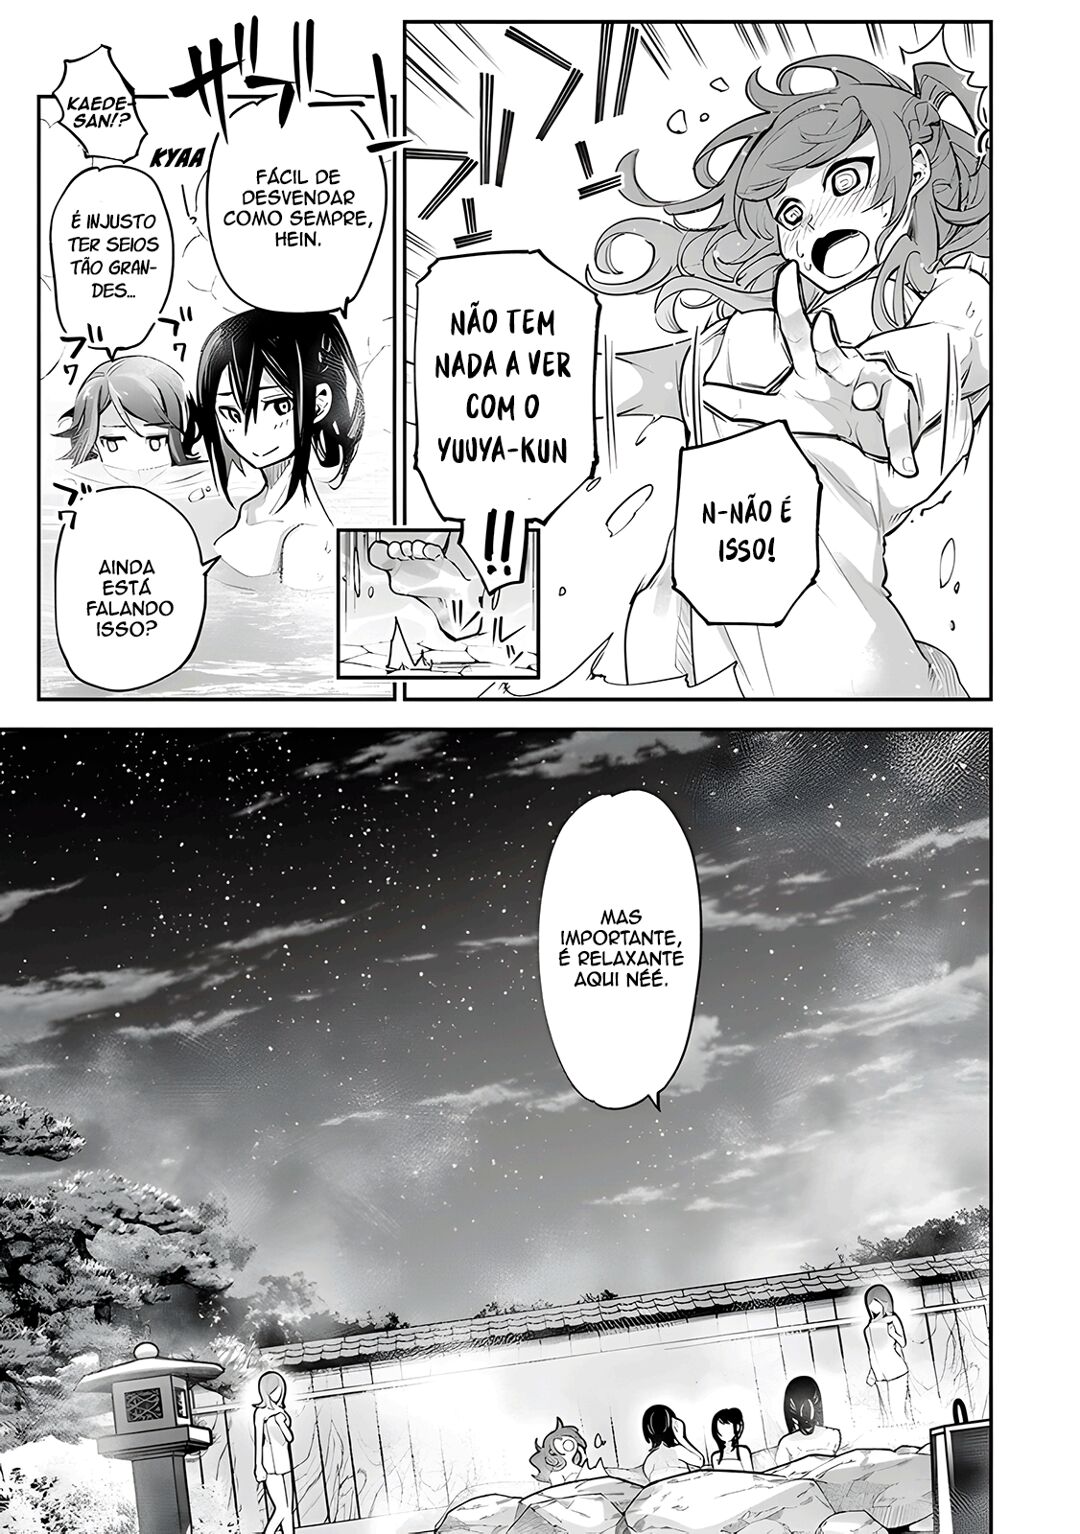 N-NÃO É
ISSO!
NÃO TEM
NADA A VER
COM O
YUUYA-KUN
!!
FÁCIL DE
DESVENDAR
COMO SEMPRE,
HEIN.
KAEDE-
SAN!?
KYAA
É INJUSTO
TER SEIOS
TÃO GRAN-
DES...
AINDA
ESTÁ
FALANDO
ISSO?
MAS
IMPORTANTE,
É RELAXANTE
AQUI NÉÉ.